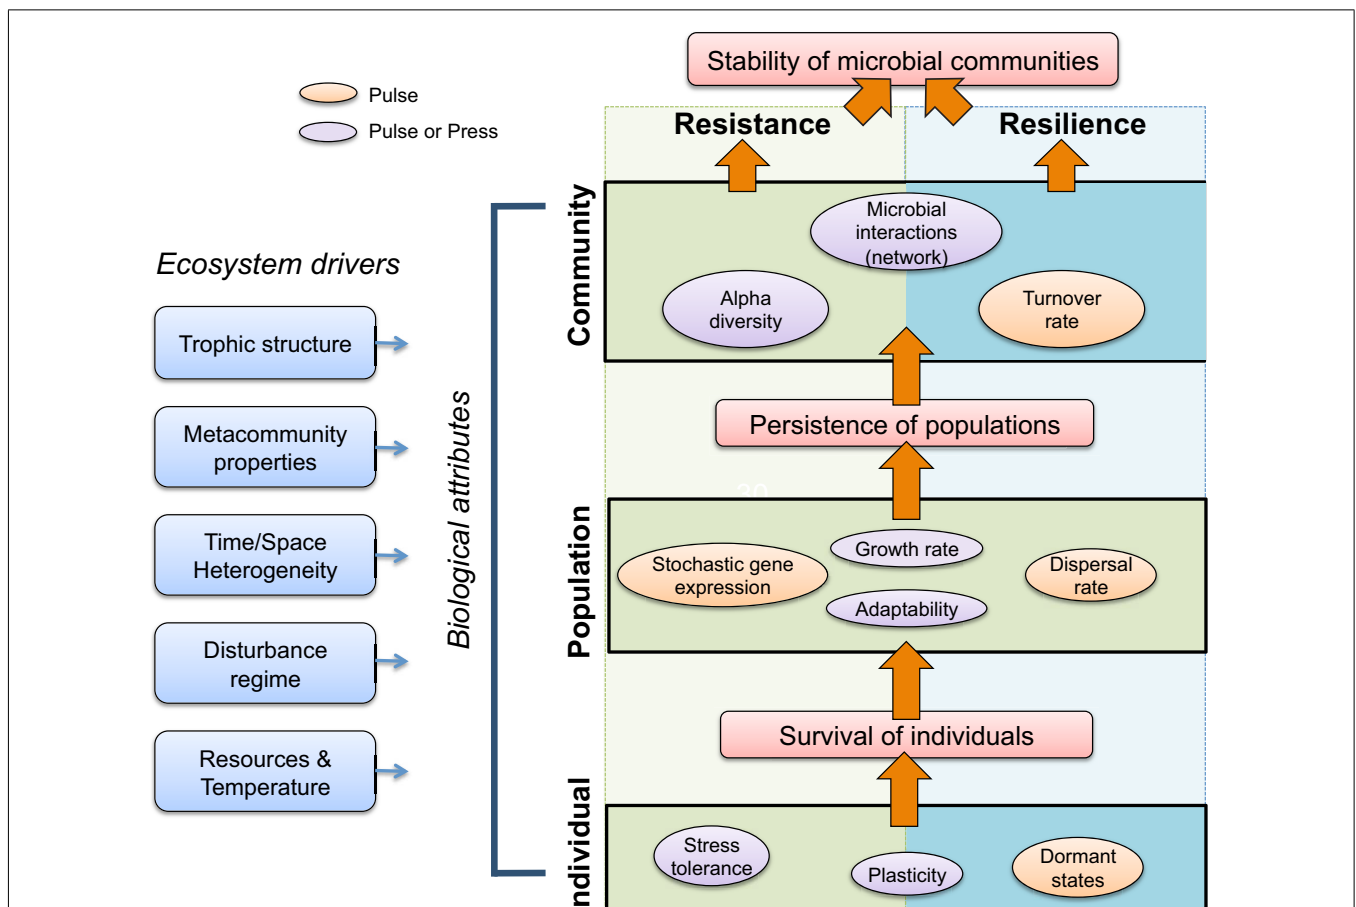 Stability of microbial communities
Pulse
Pulse or Press
Resistance
Resilience
Community
Microbial
interactions
(network)
Alpha
diversity
Turnover
rate
Ecosystem drivers
Trophic structure
Metacommunity
properties
Time/Space
Heterogeneity
Disturbance
regime
Resources &
Temperature
Biological attributes
Persistence of populations
30
Population
Stochastic gene
expression
Growth rate
Adaptability
Dispersal
rate
Survival of individuals
ndividual
Stress
tolerance
Plasticity
Dormant
states